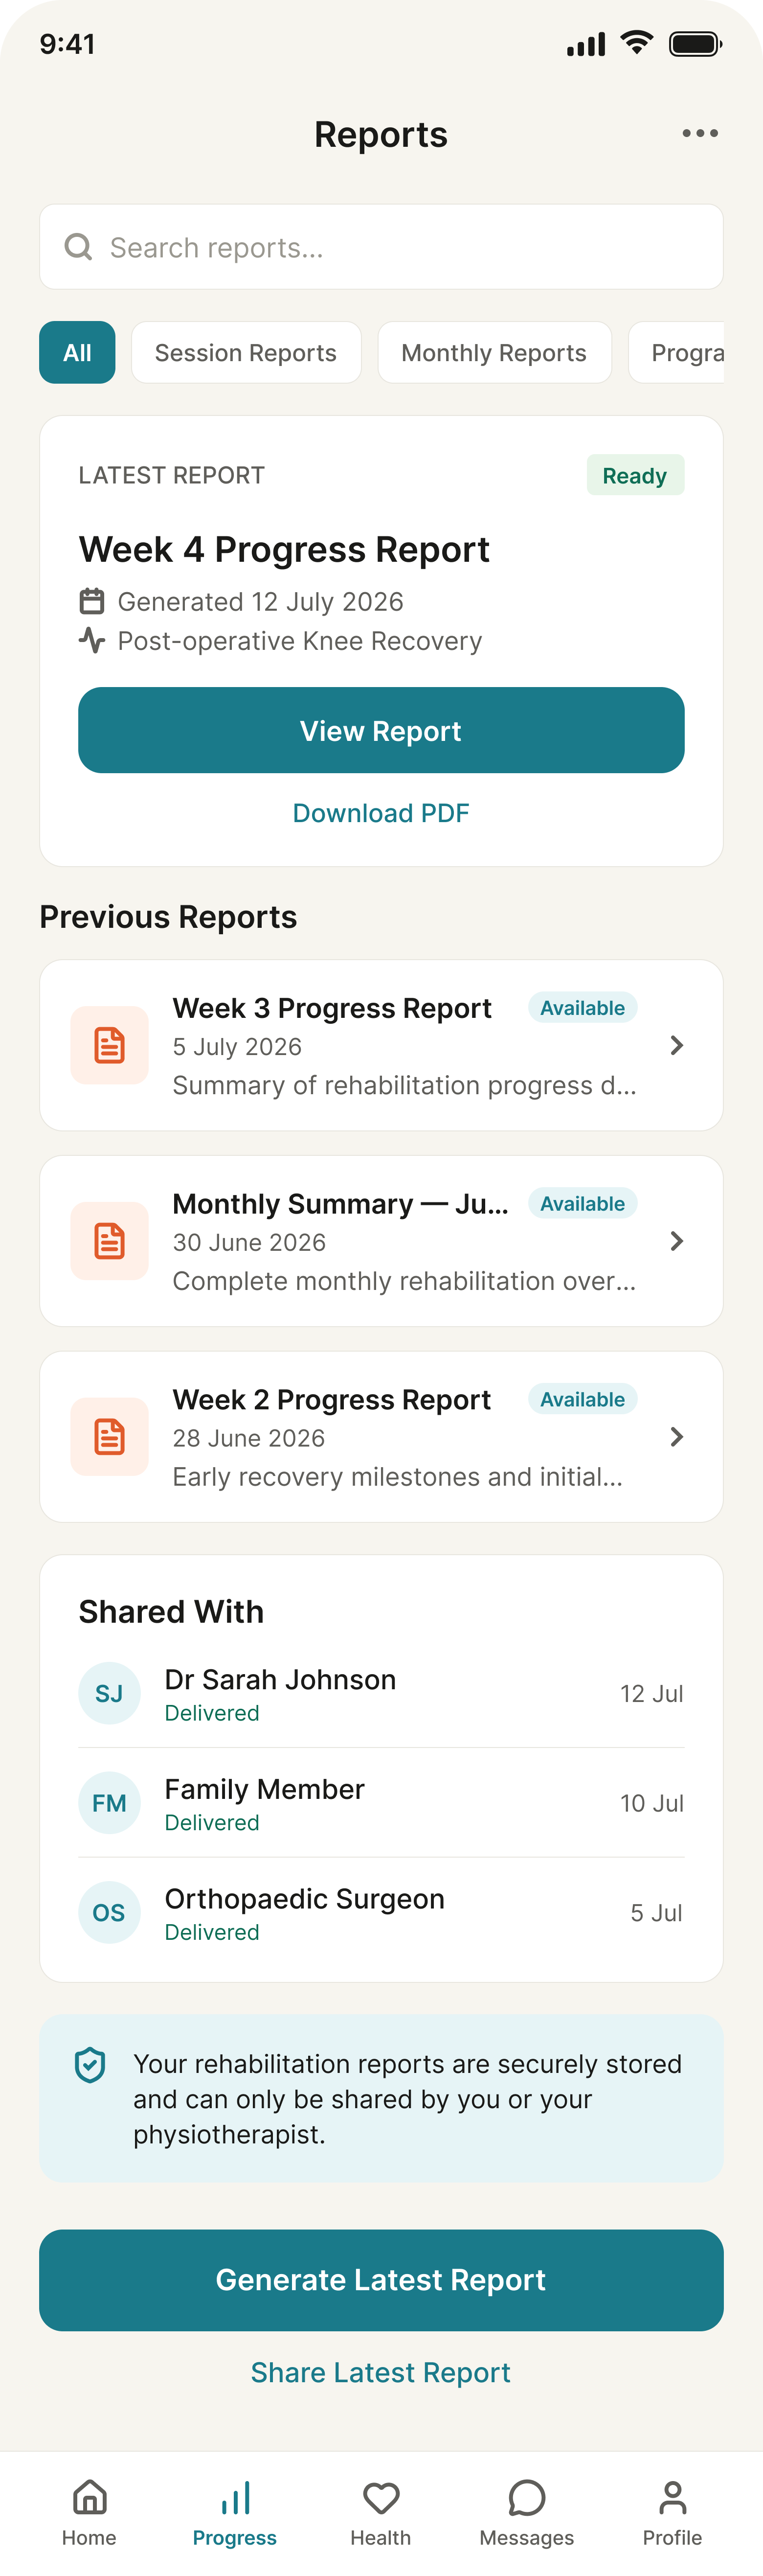 9:41
Reports
Search reports...
All
Session Reports
Monthly Reports
Progra
LATEST REPORT
Ready
Week 4 Progress Report
Generated 12 July 2026
Post-operative Knee Recovery
View Report
Download PDF
Previous Reports
Week 3 Progress Report
Available
5 July 2026
Summary of rehabilitation progress d...
Monthly Summary — Ju...
Available
30 June 2026
Complete monthly rehabilitation over...
Week 2 Progress Report
Available
28 June 2026
Early recovery milestones and initial...
Shared With
SJ
Dr Sarah Johnson
Delivered
12 Jul
FM
Family Member
Delivered
10 Jul
OS
Orthopaedic Surgeon
Delivered
5 Jul
Your rehabilitation reports are securely stored
and can only be shared by you or your
physiotherapist.
Generate Latest Report
Share Latest Report
Home
Progress
Health
Messages
Profile